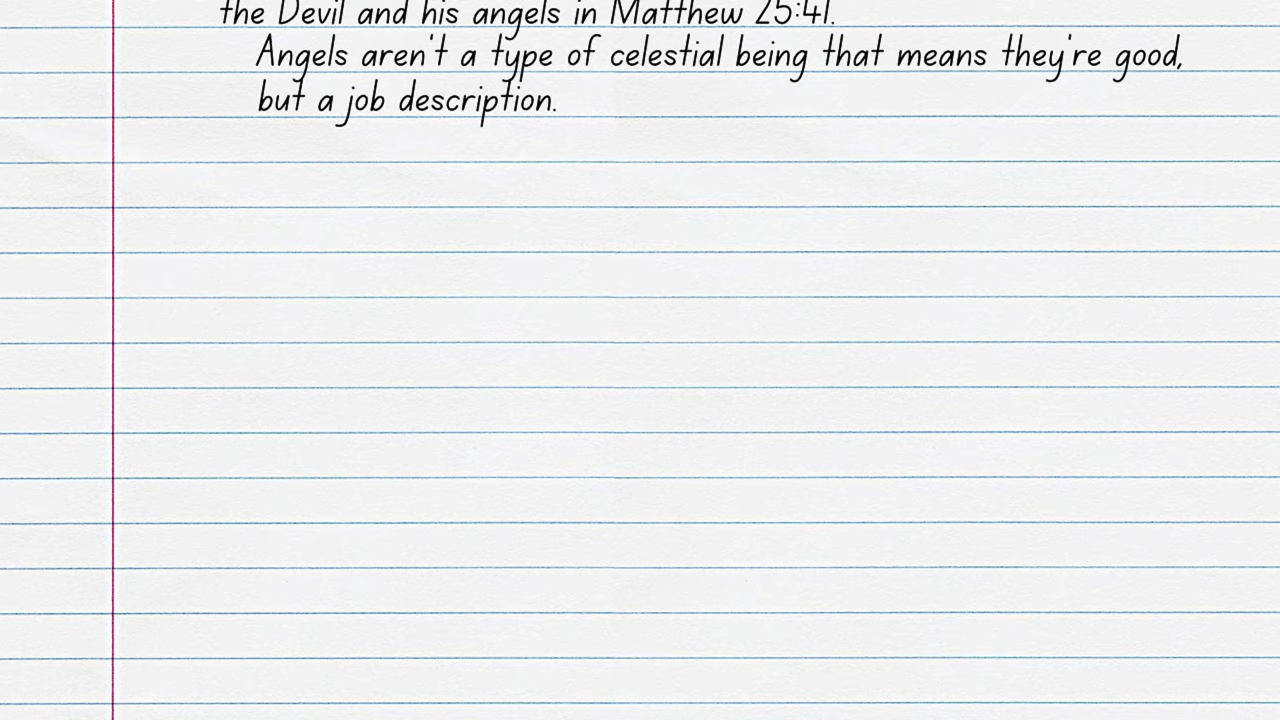 the Devil and his angels in Matthew 25:41.
Angels aren't a type of celestial being that means they're good,
but a job description.